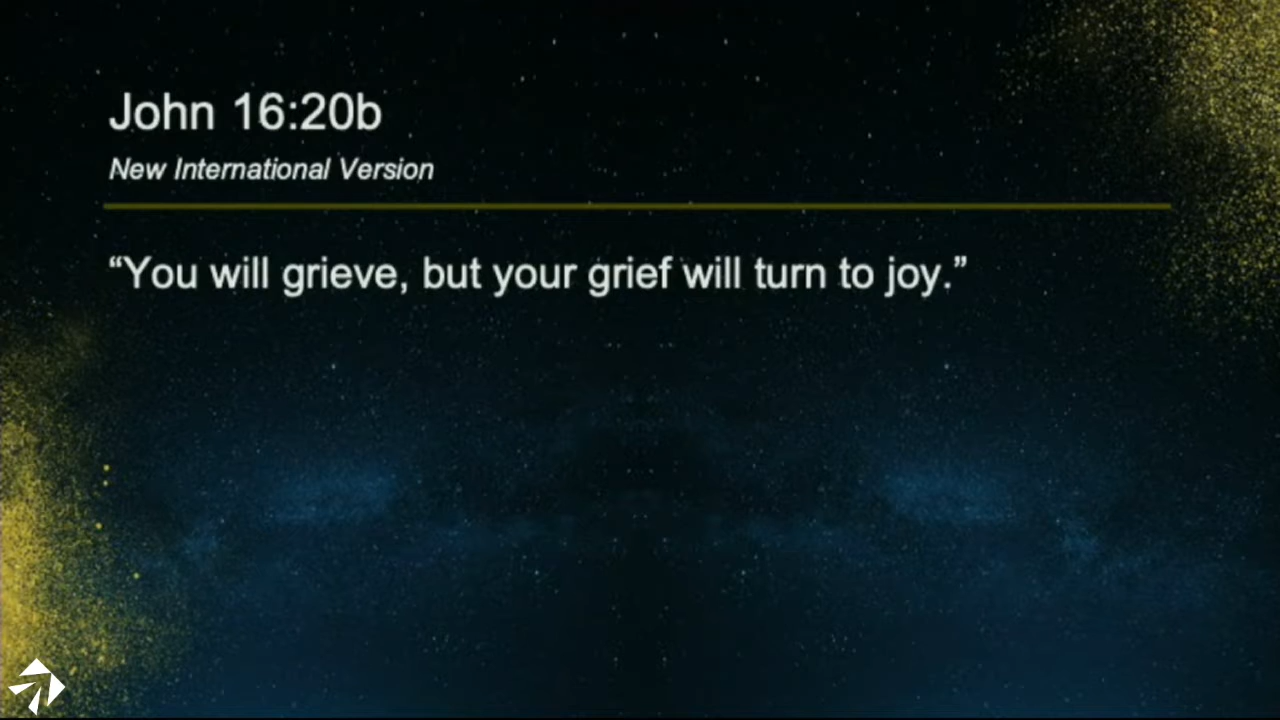 John 16:20b
New International Version
“You will grieve, but your grief will turn to joy.”